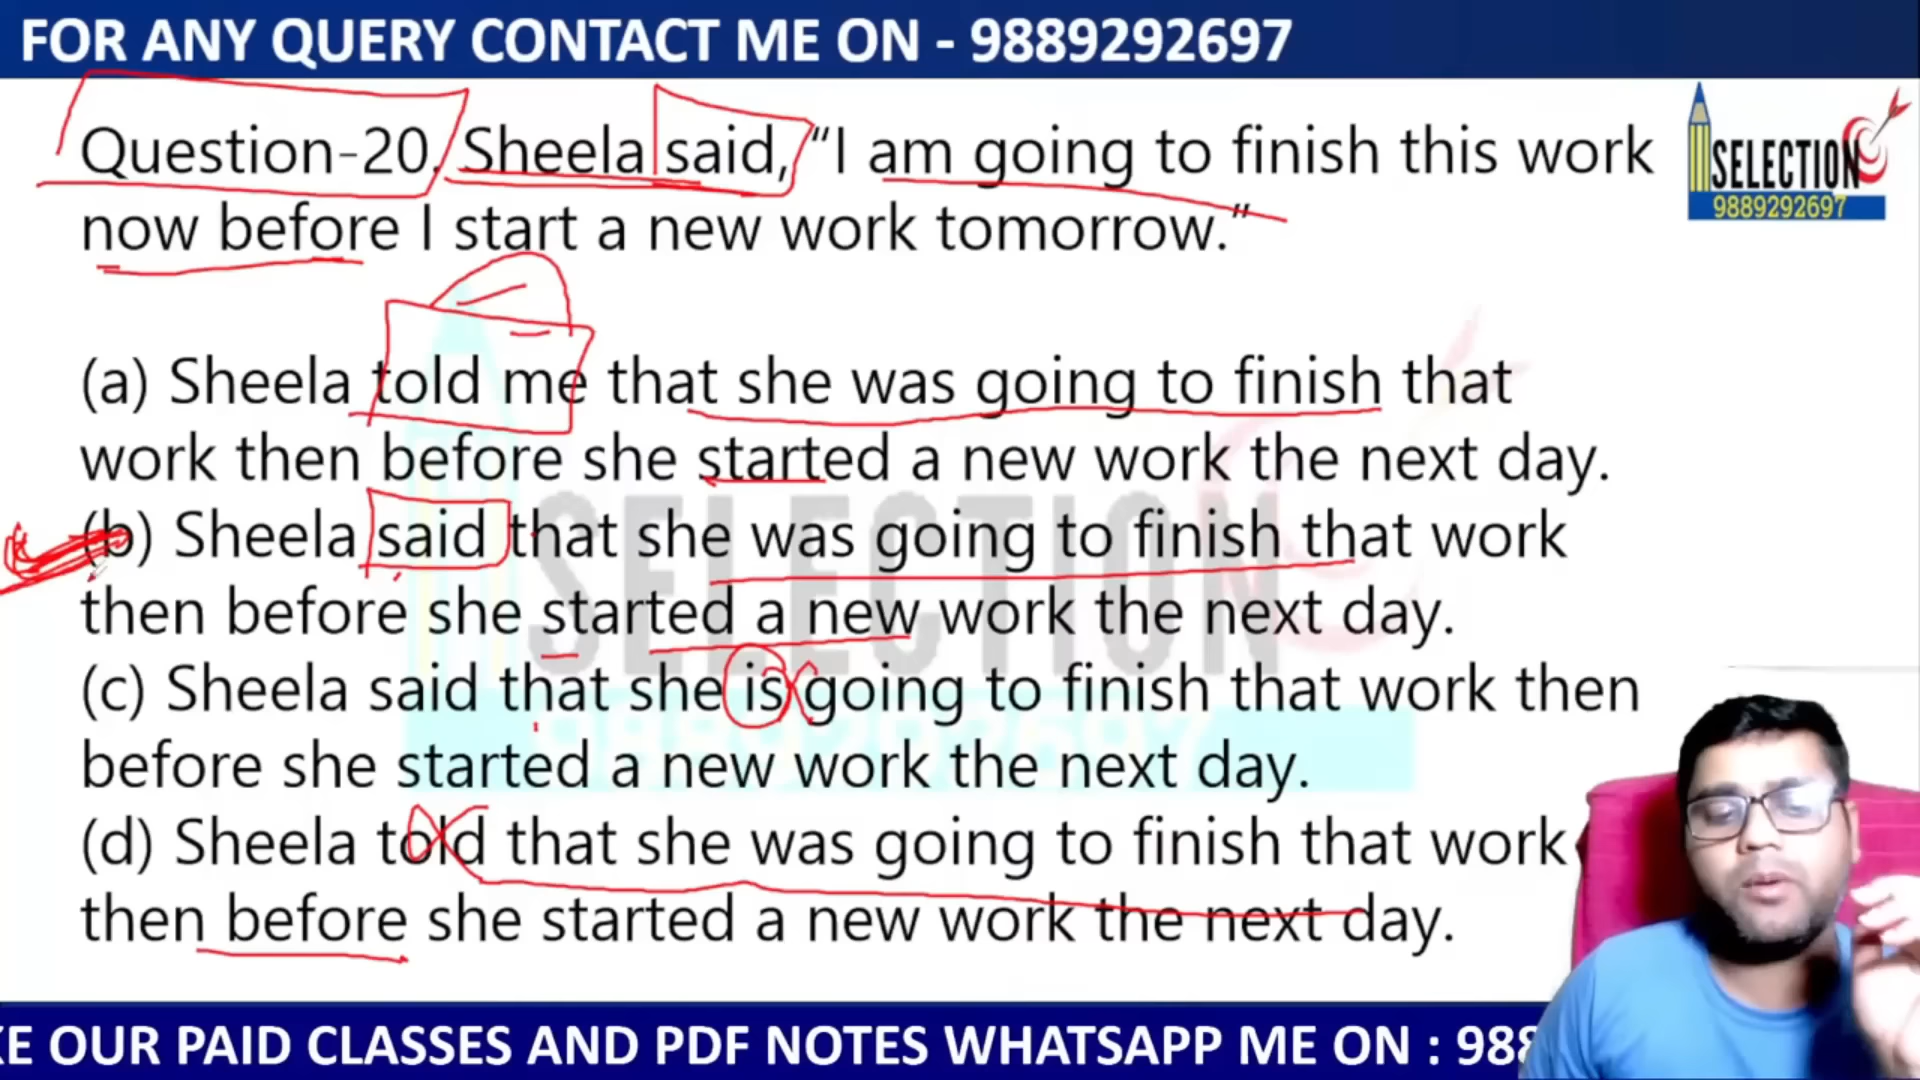 FOR ANY QUERY CONTACT ME ON - 9889292697
SELECTION
9889292697
Question-20. Sheela said, “I am going to finish this work
now before I start a new work tomorrow.”
(a) Sheela told me that she was going to finish that
work then before she started a new work the next day.
(b) Sheela said that she was going to finish that work
then before she started a new work the next day.
(c) Sheela said that she is going to finish that work then
before she started a new work the next day.
(d) Sheela told that she was going to finish that work
then before she started a new work the next day.
SELECTION
9889292697
KE OUR PAID CLASSES AND PDF NOTES WHATSAPP ME ON : 988